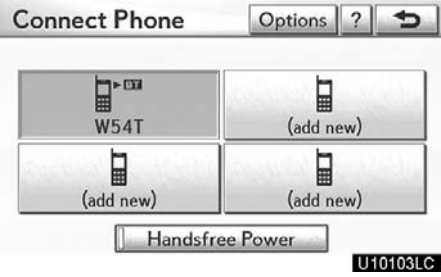 Connect Phone Options ?
BT
W54T (add new)
(add new) (add new)
Handsfree Power
U10103LC